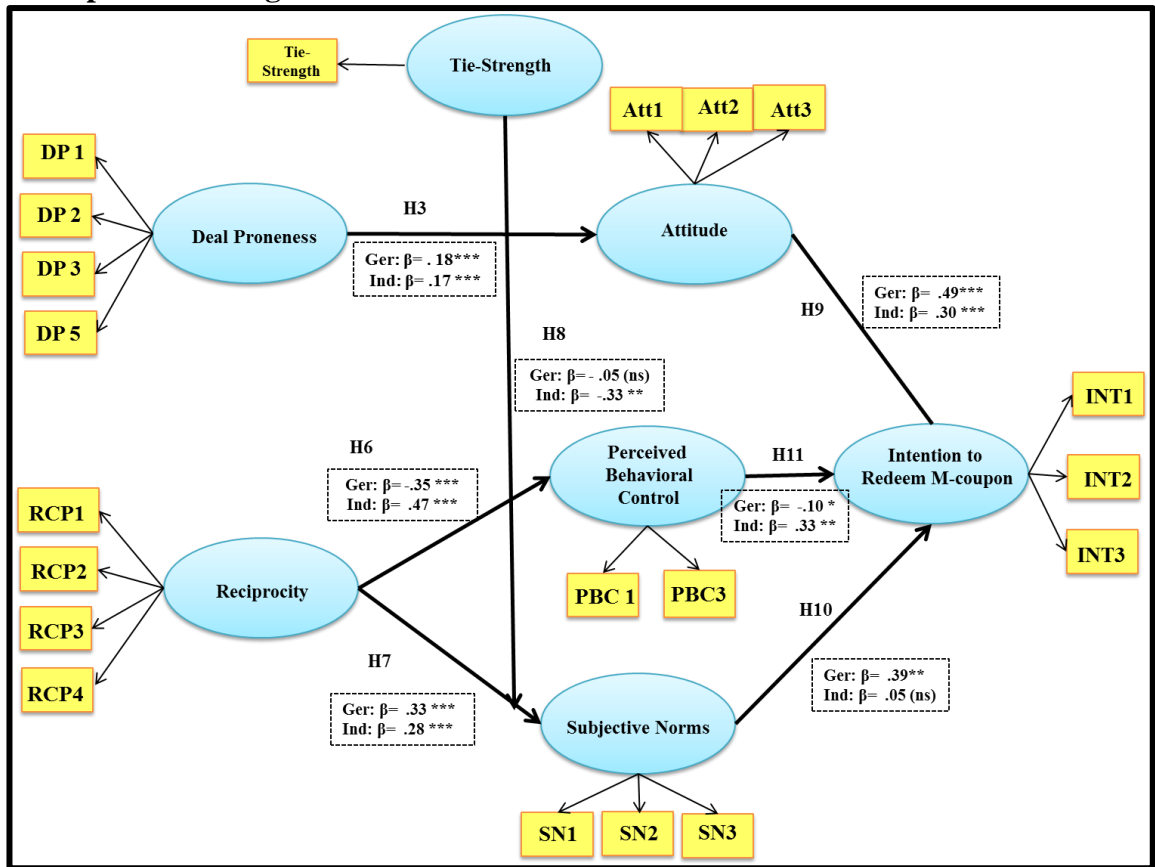 Tie-
Strength
Tie-Strength
Att1
Att2
Att3
DP 1
DP 2
DP 3
DP 5
Deal Proneness
H3
Attitude
Ger: β= . 18***
Ind: β= .17 ***
H9
Ger: β= .49***
Ind: β= .30 ***
H8
Ger: β= - .05 (ns)
Ind: β= -.33 **
INT1
INT2
INT3
H6
Ger: β= -.35 ***
Ind: β= .47 ***
Perceived
Behavioral
Control
H11
Intention to
Redeem M-coupon
Ger: β= -.10 *
Ind: β= .33 **
RCP1
RCP2
RCP3
RCP4
Reciprocity
PBC 1
PBC3
H10
H7
Ger: β= .33 ***
Ind: β= .28 ***
Subjective Norms
Ger: β= .39**
Ind: β= .05 (ns)
SN1
SN2
SN3